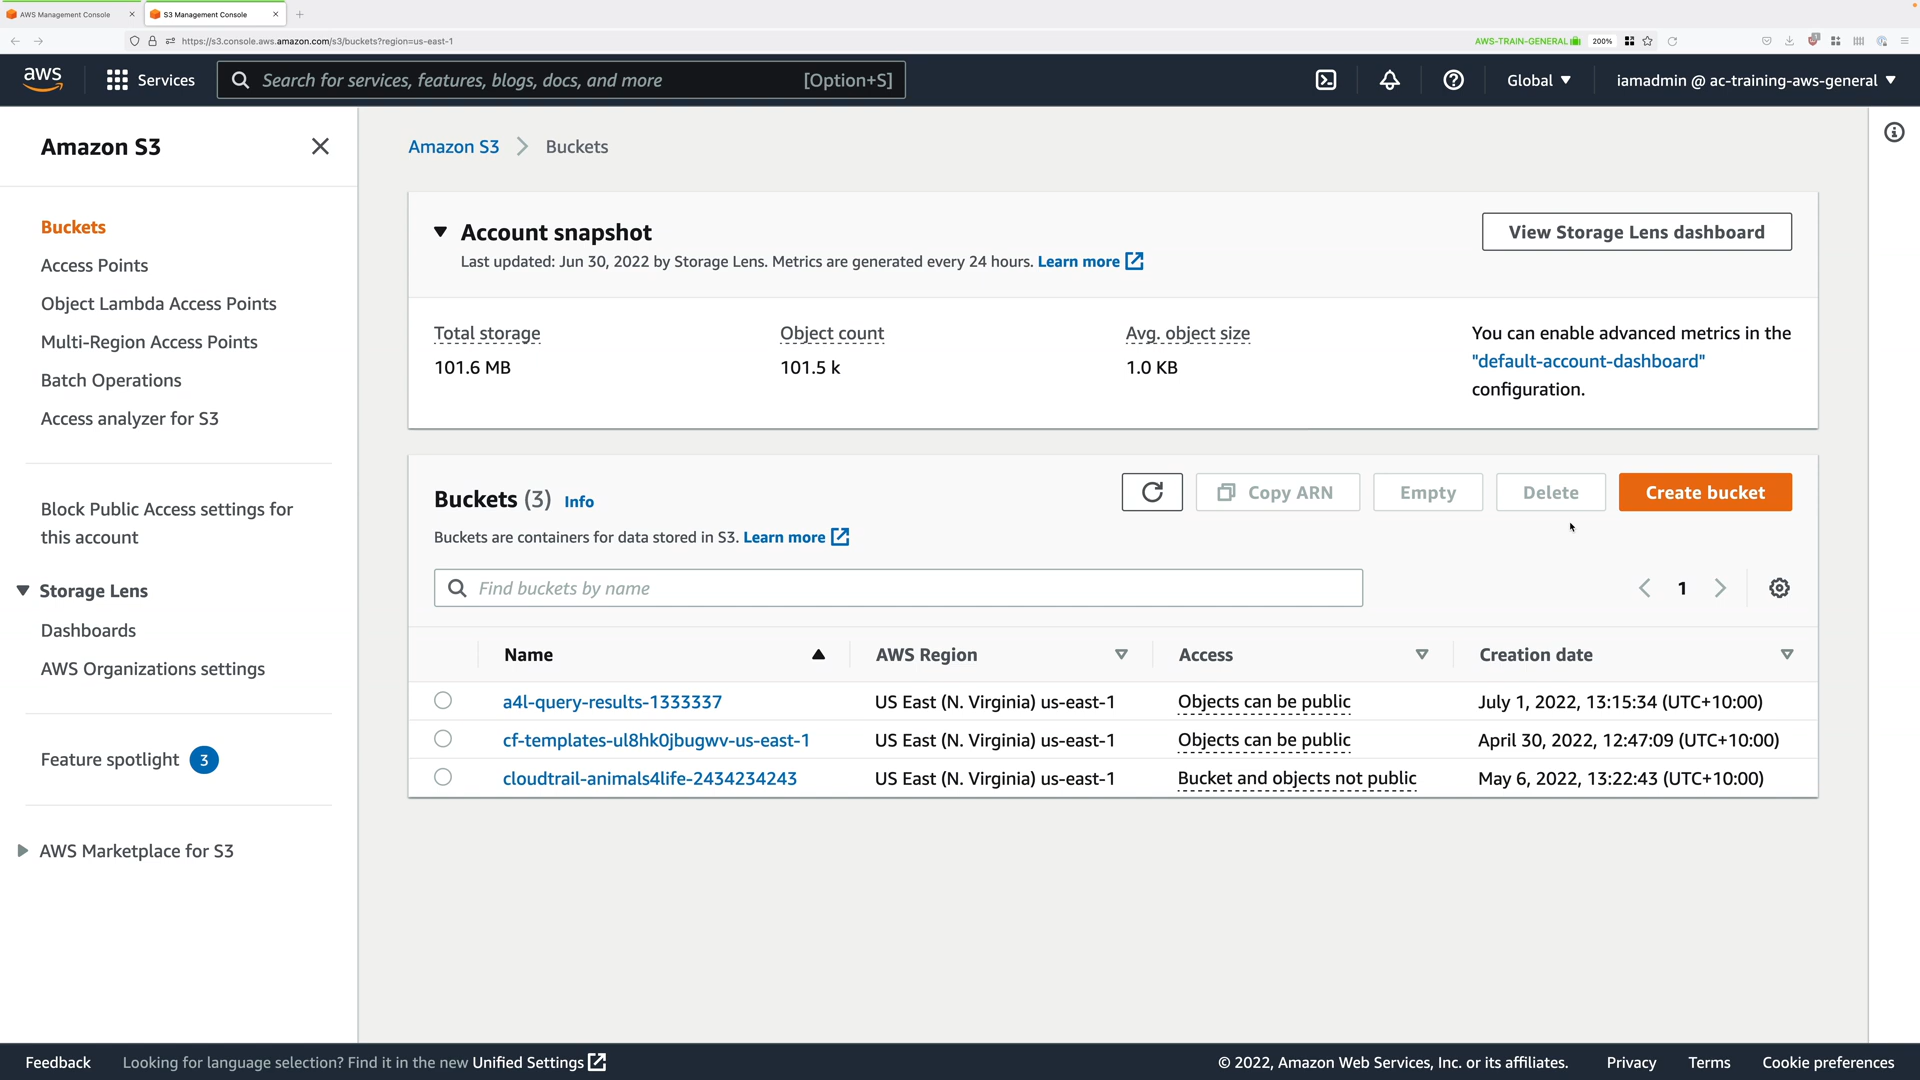 AWS Management Console
S3 Management Console
https://s3.console.aws.amazon.com/s3/buckets?region=us-east-1
AWS-TRAIN-GENERAL
200%
aws
Services
Search for services, features, blogs, docs, and more
[Option+S]
Global
iamadmin @ ac-training-aws-general
Amazon S3
Buckets
Access Points
Object Lambda Access Points
Multi-Region Access Points
Batch Operations
Access analyzer for S3
Block Public Access settings for
this account
Storage Lens
Dashboards
AWS Organizations settings
Feature spotlight 3
AWS Marketplace for S3
Amazon S3 Buckets
Account snapshot
View Storage Lens dashboard
Last updated: Jun 30, 2022 by Storage Lens. Metrics are generated every 24 hours. Learn more
Total storage
101.6 MB
Object count
101.5 k
Avg. object size
1.0 KB
You can enable advanced metrics in the
"default-account-dashboard"
configuration.
Buckets (3) Info
Copy ARN
Empty
Delete
Create bucket
Buckets are containers for data stored in S3. Learn more
Find buckets by name
1
Name AWS Region Access Creation date
a4l-query-results-1333337 US East (N. Virginia) us-east-1 Objects can be public July 1, 2022, 13:15:34 (UTC+10:00)
cf-templates-ul8hk0jbugwv-us-east-1 US East (N. Virginia) us-east-1 Objects can be public April 30, 2022, 12:47:09 (UTC+10:00)
cloudtrail-animals4life-2434234243 US East (N. Virginia) us-east-1 Bucket and objects not public May 6, 2022, 13:22:43 (UTC+10:00)
Feedback
Looking for language selection? Find it in the new Unified Settings
© 2022, Amazon Web Services, Inc. or its affiliates.
Privacy
Terms
Cookie preferences